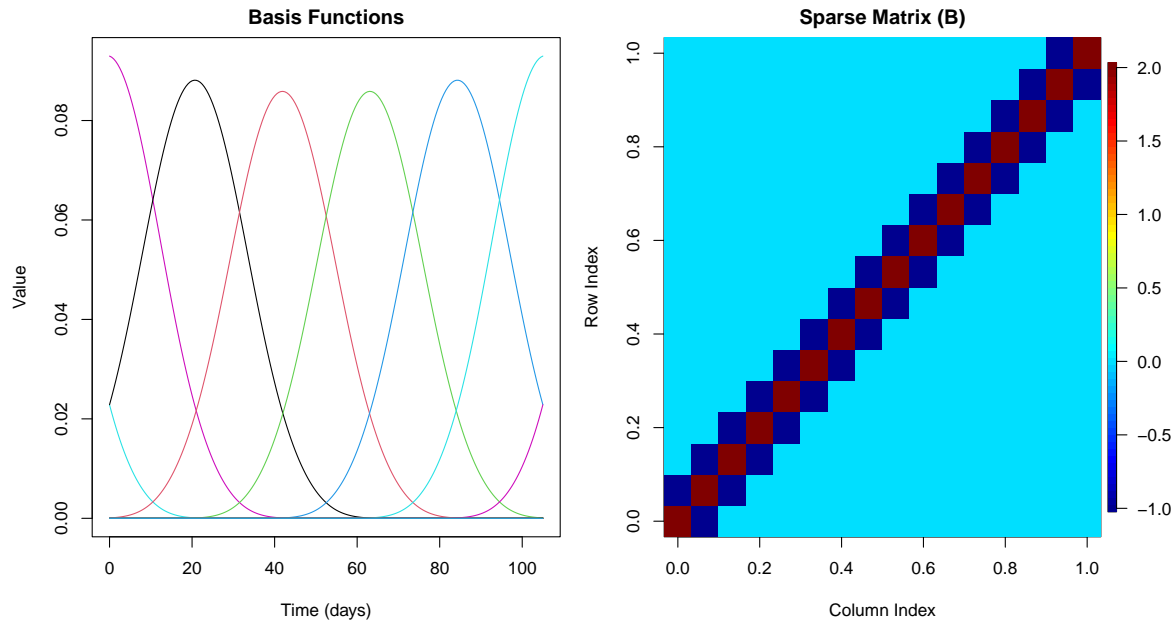 Basis Functions
Value
0.00
0.02
0.04
0.06
0.08
0 20 40 60 80 100
Time (days)
Sparse Matrix (B)
Row Index
0.0
0.2
0.4
0.6
0.8
1.0
0.0 0.2 0.4 0.6 0.8 1.0
Column Index
2.0
1.5
1.0
0.5
0.0
−0.5
−1.0